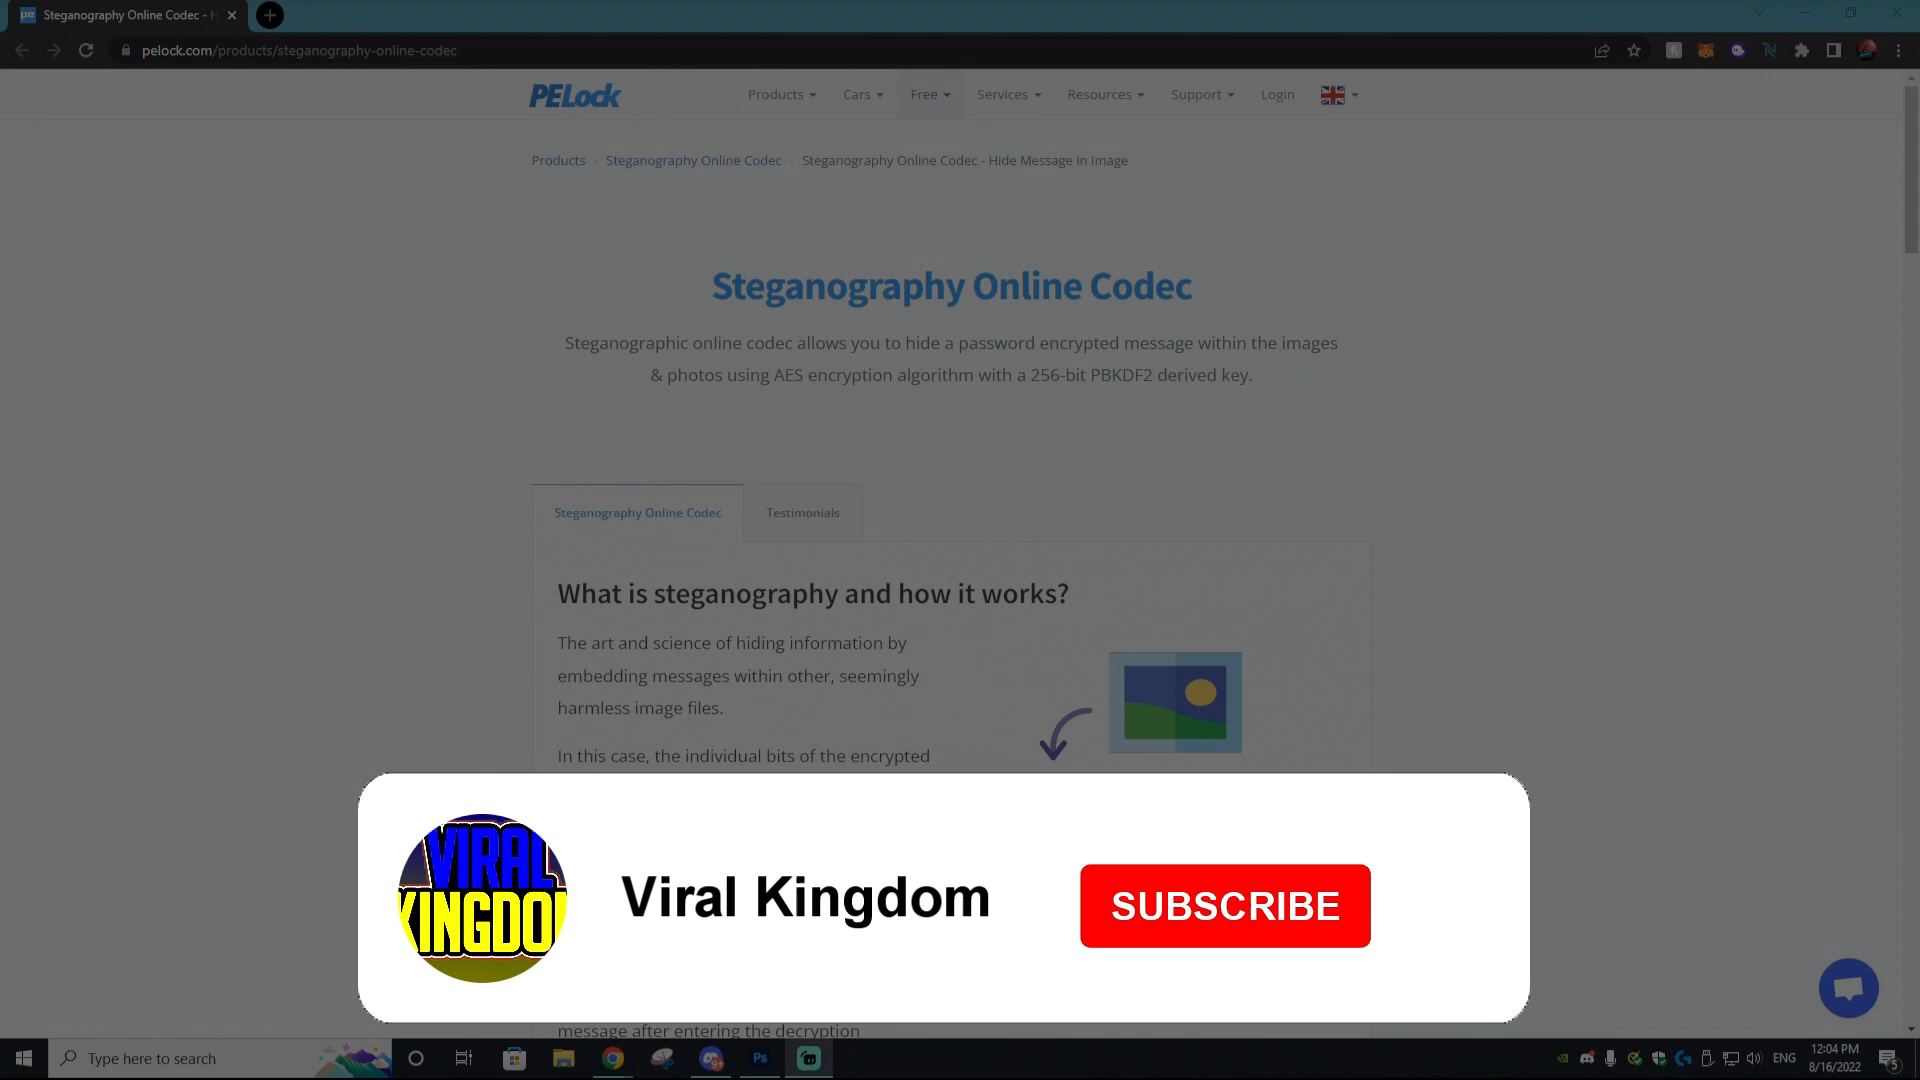 Steganography Online Codec - H
pelock.com/products/steganography-online-codec
PELock
Products
Cars
Free
Services
Resources
Support
Login
Products › Steganography Online Codec › Steganography Online Codec - Hide Message in Image
Steganography Online Codec
Steganographic online codec allows you to hide a password encrypted message within the images
& photos using AES encryption algorithm with a 256-bit PBKDF2 derived key.
Steganography Online Codec
Testimonials
What is steganography and how it works?
The art and science of hiding information by
embedding messages within other, seemingly
harmless image files.
In this case, the individual bits of the encrypted
VIRAL
KINGDO
Viral Kingdom
SUBSCRIBE
message after entering the decryption
Type here to search
Ps
ENG
12:04 PM
8/16/2022
5